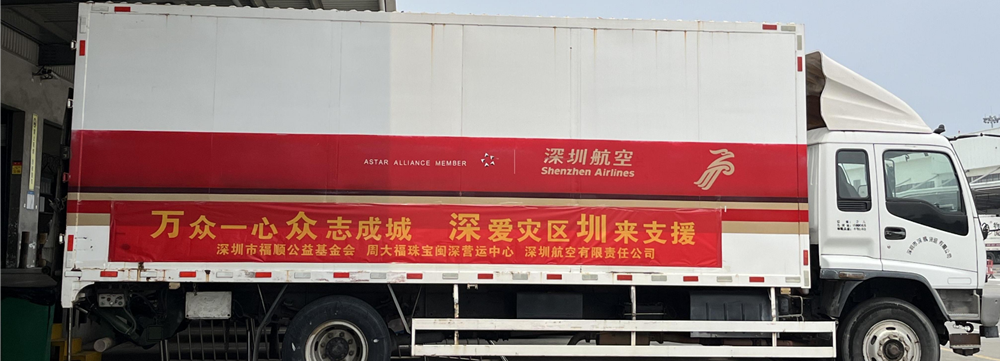 ASTAR ALLIANCE MEMBER
深圳航空
Shenzhen Airlines
万众一心众志成城 深爱灾区圳来支援
深圳市福顺公益基金会 周大福珠宝闽深营运中心 深圳航空有限责任公司